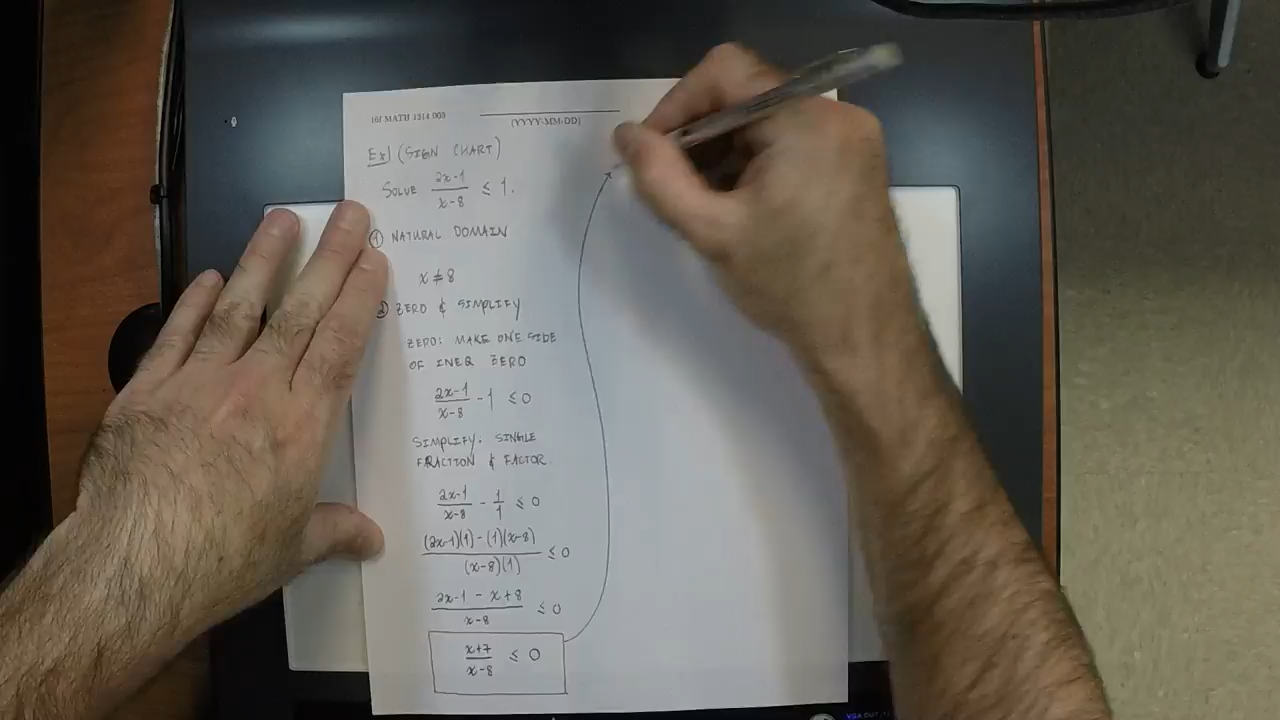 161 MATH 1314 003
(YYYY-MM-DD)
Ex) (SIGN CHART)
SOLVE (2x-1)/(x-8) ≤ 1.
① NATURAL DOMAIN
x ≠ 8
② ZERO & SIMPLIFY
ZERO: MAKE ONE SIDE
OF INEQ ZERO
(2x-1)/(x-8) - 1 ≤ 0
SIMPLIFY: SINGLE
FRACTION & FACTOR.
(2x-1)/(x-8) - 1/1 ≤ 0
((2x-1)(1) - (1)(x-8))/((x-8)(1)) ≤ 0
(2x-1 - x+8)/(x-8) ≤ 0
(x+7)/(x-8) ≤ 0
VGA OUT